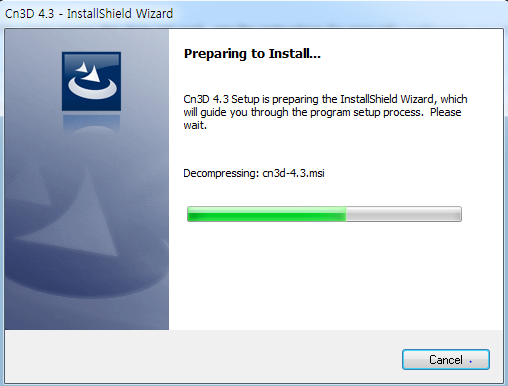 Cn3D 4.3 - InstallShield Wizard
Preparing to Install...
Cn3D 4.3 Setup is preparing the InstallShield Wizard, which
will guide you through the program setup process. Please
wait.
Decompressing: cn3d-4.3.msi
Cancel